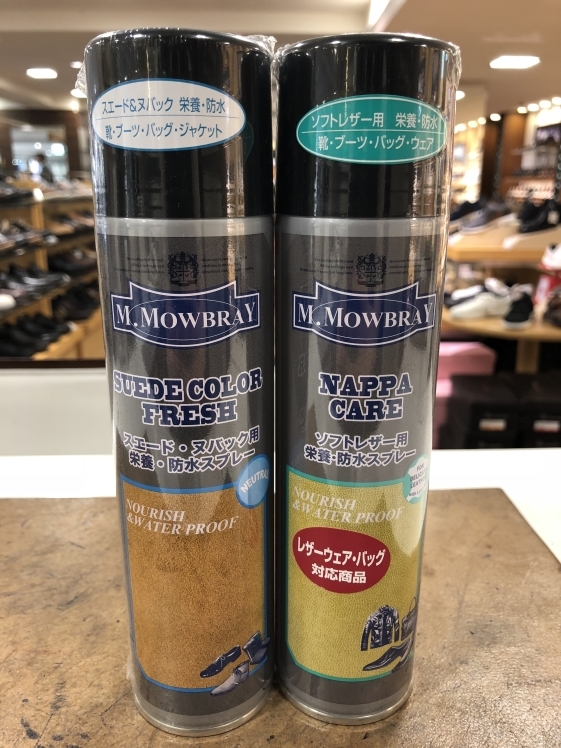 スエード&ヌバック 栄養・防水
靴・ブーツ・バッグ・ジャケット
M. MOWBRAY
SUEDE COLOR
FRESH
スエード・ヌバック用
栄養・防水スプレー
NEUTRAL
NOURISH
&WATER PROOF
ソフトレザー用 栄養・防水
靴・ブーツ・バッグ・ウェア
M. MOWBRAY
NAPPA
CARE
ソフトレザー用
栄養・防水スプレー
FOR
NOURISH
&WATER PROOF
レザーウェア・バッグ
対応商品